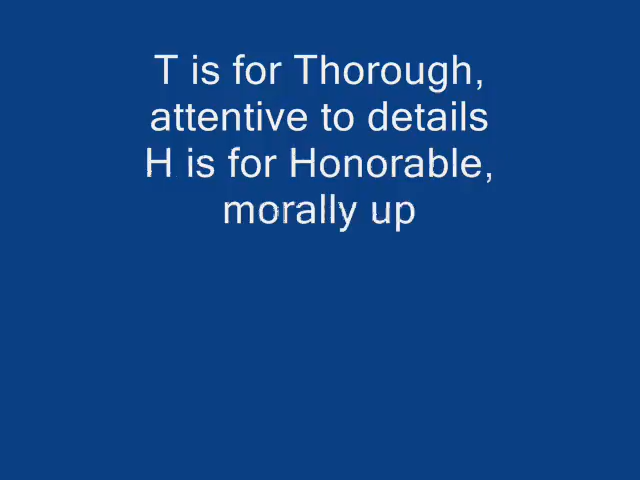 T is for Thorough,
attentive to details
H is for Honorable,
morally up